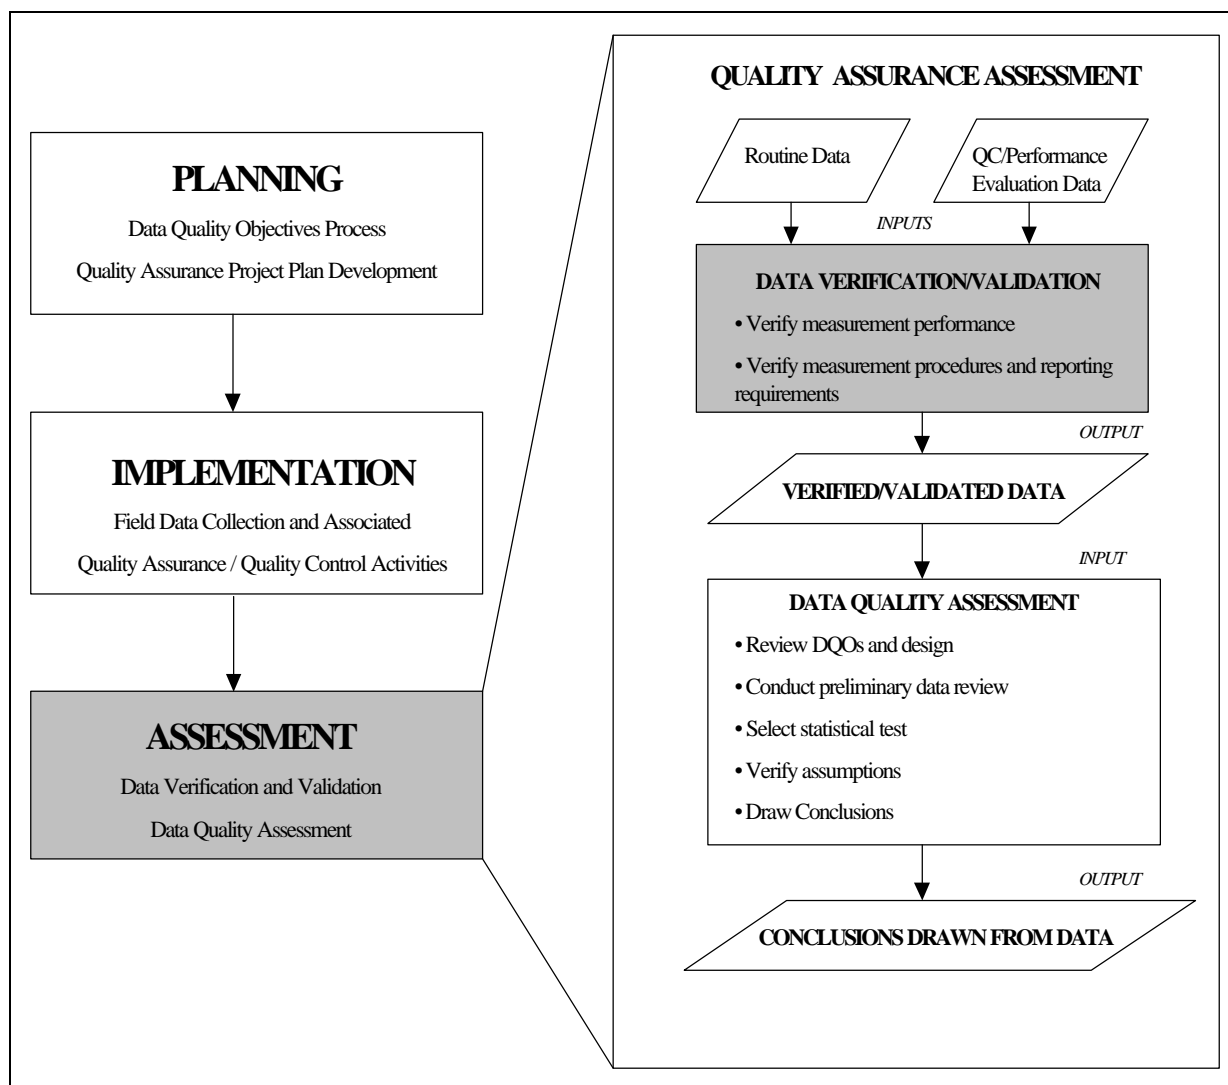 PLANNING
Data Quality Objectives Process
Quality Assurance Project Plan Development
IMPLEMENTATION
Field Data Collection and Associated
Quality Assurance / Quality Control Activities
ASSESSMENT
Data Verification and Validation
Data Quality Assessment
QUALITY ASSURANCE ASSESSMENT
Routine Data
QC/Performance
Evaluation Data
INPUTS
DATA VERIFICATION/VALIDATION
• Verify measurement performance
• Verify measurement procedures and reporting
requirements
OUTPUT
VERIFIED/VALIDATED DATA
INPUT
DATA QUALITY ASSESSMENT
• Review DQOs and design
• Conduct preliminary data review
• Select statistical test
• Verify assumptions
• Draw Conclusions
OUTPUT
CONCLUSIONS DRAWN FROM DATA